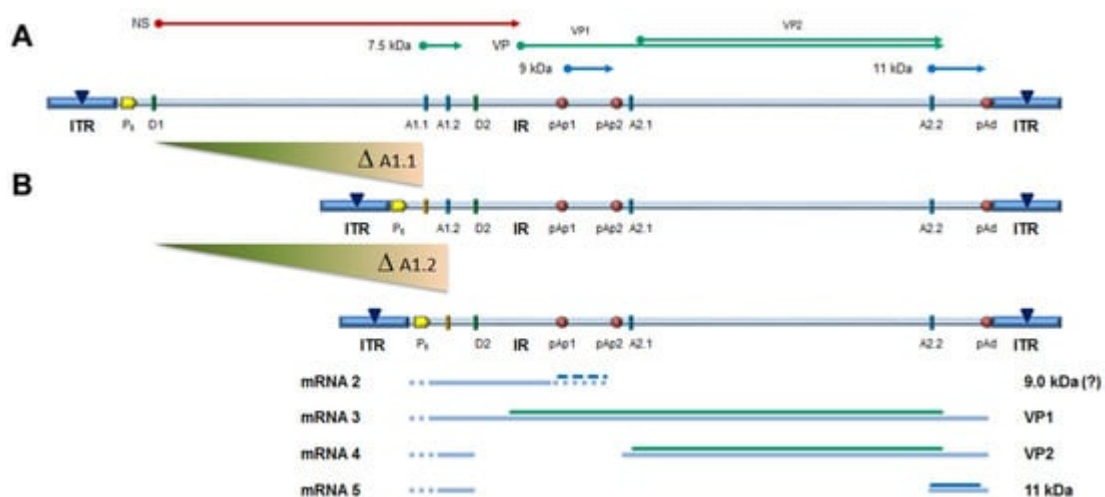 A
NS
VP1
VP2
7.5 kDa
VP
9 kDa
11 kDa
ITR P₆ D1 A1.1 A1.2 D2 IR pAp1 pAp2 A2.1 A2.2 pAd ITR
Δ A1.1
B
ITR P₆ A1.2 D2 IR pAp1 pAp2 A2.1 A2.2 pAd ITR
Δ A1.2
ITR P₆ D2 IR pAp1 pAp2 A2.1 A2.2 pAd ITR
mRNA 2 9.0 kDa (?)
mRNA 3 VP1
mRNA 4 VP2
mRNA 5 11 kDa